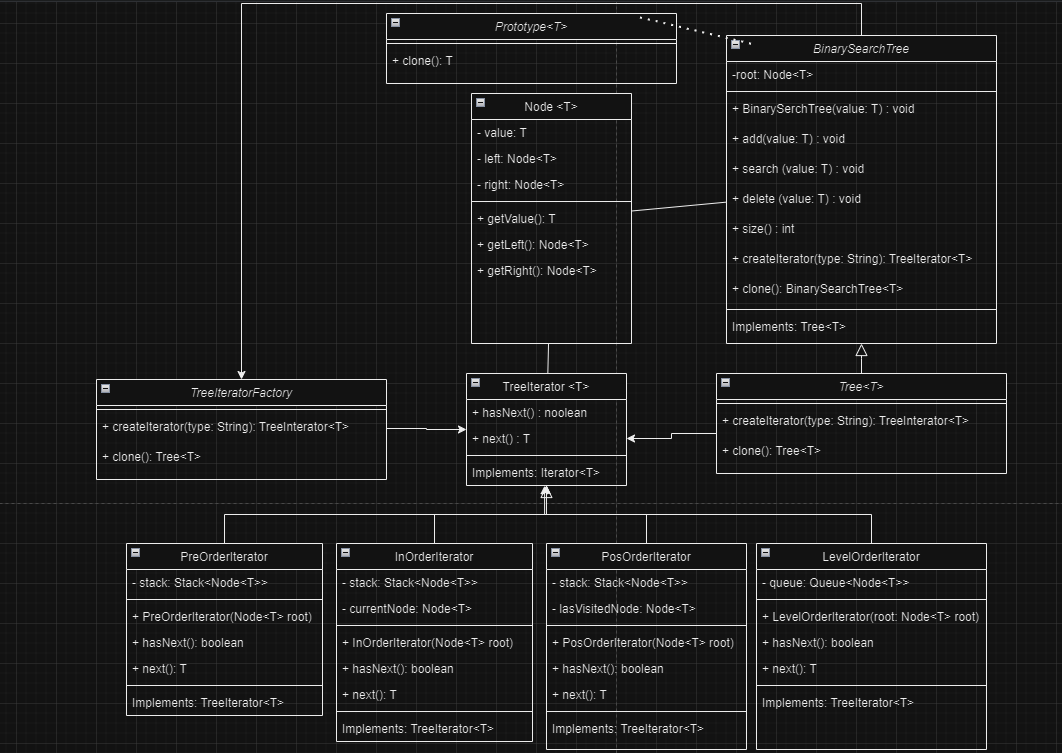 Prototype<T>
+ clone(): T
BinarySearchTree
-root: Node<T>
+ BinarySerchTree(value: T) : void
+ add(value: T) : void
+ search (value: T) : void
+ delete (value: T) : void
+ size() : int
+ createIterator(type: String): TreeIterator<T>
+ clone(): BinarySearchTree<T>
Implements: Tree<T>
Node <T>
- value: T
- left: Node<T>
- right: Node<T>
+ getValue(): T
+ getLeft(): Node<T>
+ getRight(): Node<T>
TreeIteratorFactory
+ createIterator(type: String): TreeInterator<T>
+ clone(): Tree<T>
TreeIterator <T>
+ hasNext() : noolean
+ next() : T
Implements: Iterator<T>
Tree<T>
+ createIterator(type: String): TreeInterator<T>
+ clone(): Tree<T>
PreOrderIterator
- stack: Stack<Node<T>>
+ PreOrderIterator(Node<T> root)
+ hasNext(): boolean
+ next(): T
Implements: TreeIterator<T>
InOrderIterator
- stack: Stack<Node<T>>
- currentNode: Node<T>
+ InOrderIterator(Node<T> root)
+ hasNext(): boolean
+ next(): T
Implements: TreeIterator<T>
PosOrderIterator
- stack: Stack<Node<T>>
- lasVisitedNode: Node<T>
+ PosOrderIterator(Node<T> root)
+ hasNext(): boolean
+ next(): T
Implements: TreeIterator<T>
LevelOrderIterator
- queue: Queue<Node<T>>
+ LevelOrderIterator(root: Node<T> root)
+ hasNext(): boolean
+ next(): T
Implements: TreeIterator<T>